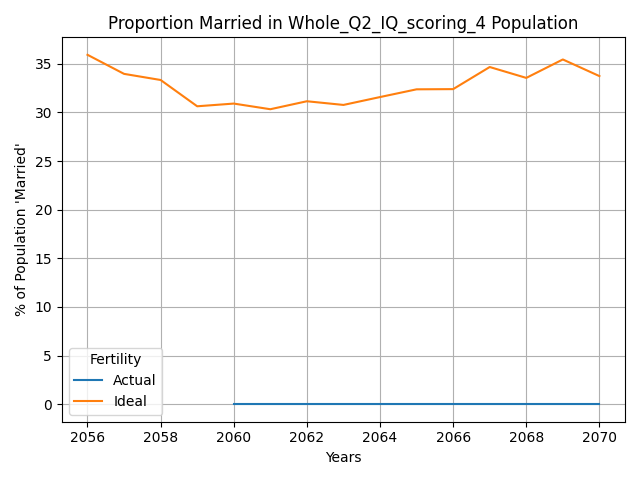 Proportion Married in Whole_Q2_IQ_scoring_4 Population
% of Population 'Married'
35
30
25
20
15
10
5
0
Fertility
Actual
Ideal
2056 2058 2060 2062 2064 2066 2068 2070
Years